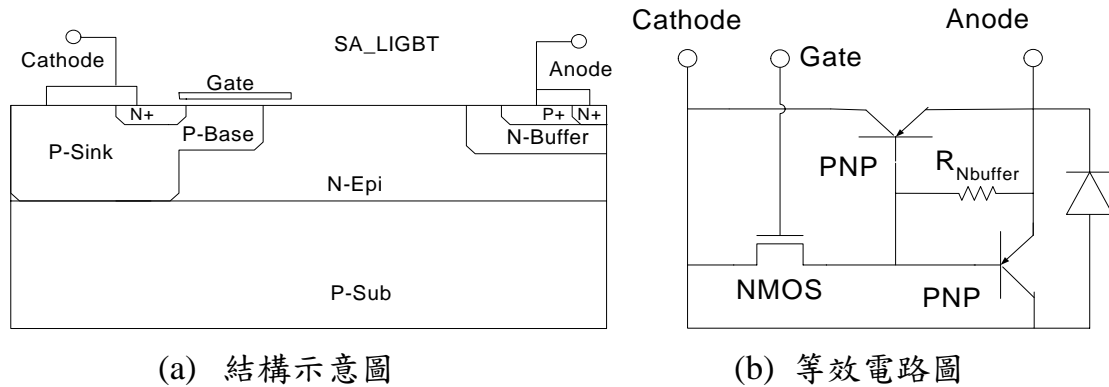 SA_LIGBT
Cathode
Gate
Anode
N+
P+
N+
P-Base
N-Buffer
P-Sink
N-Epi
P-Sub
(a) 結構示意圖
Cathode
Anode
Gate
PNP
R Nbuffer
NMOS
PNP
(b) 等效電路圖